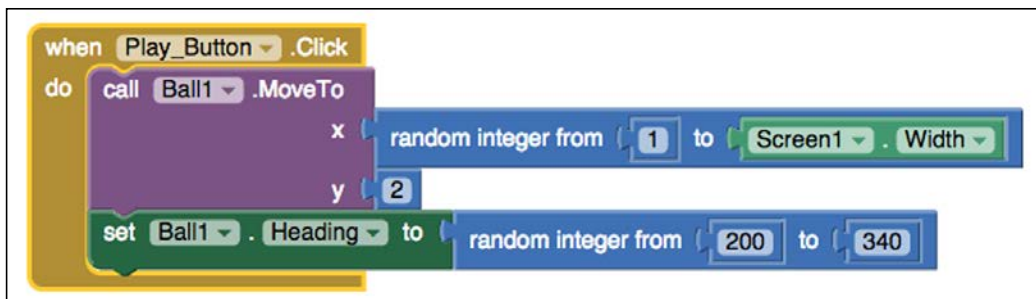 when Play_Button .Click
do call Ball1 .MoveTo
x random integer from 1 to Screen1 . Width
y 2
set Ball1 . Heading to random integer from 200 to 340